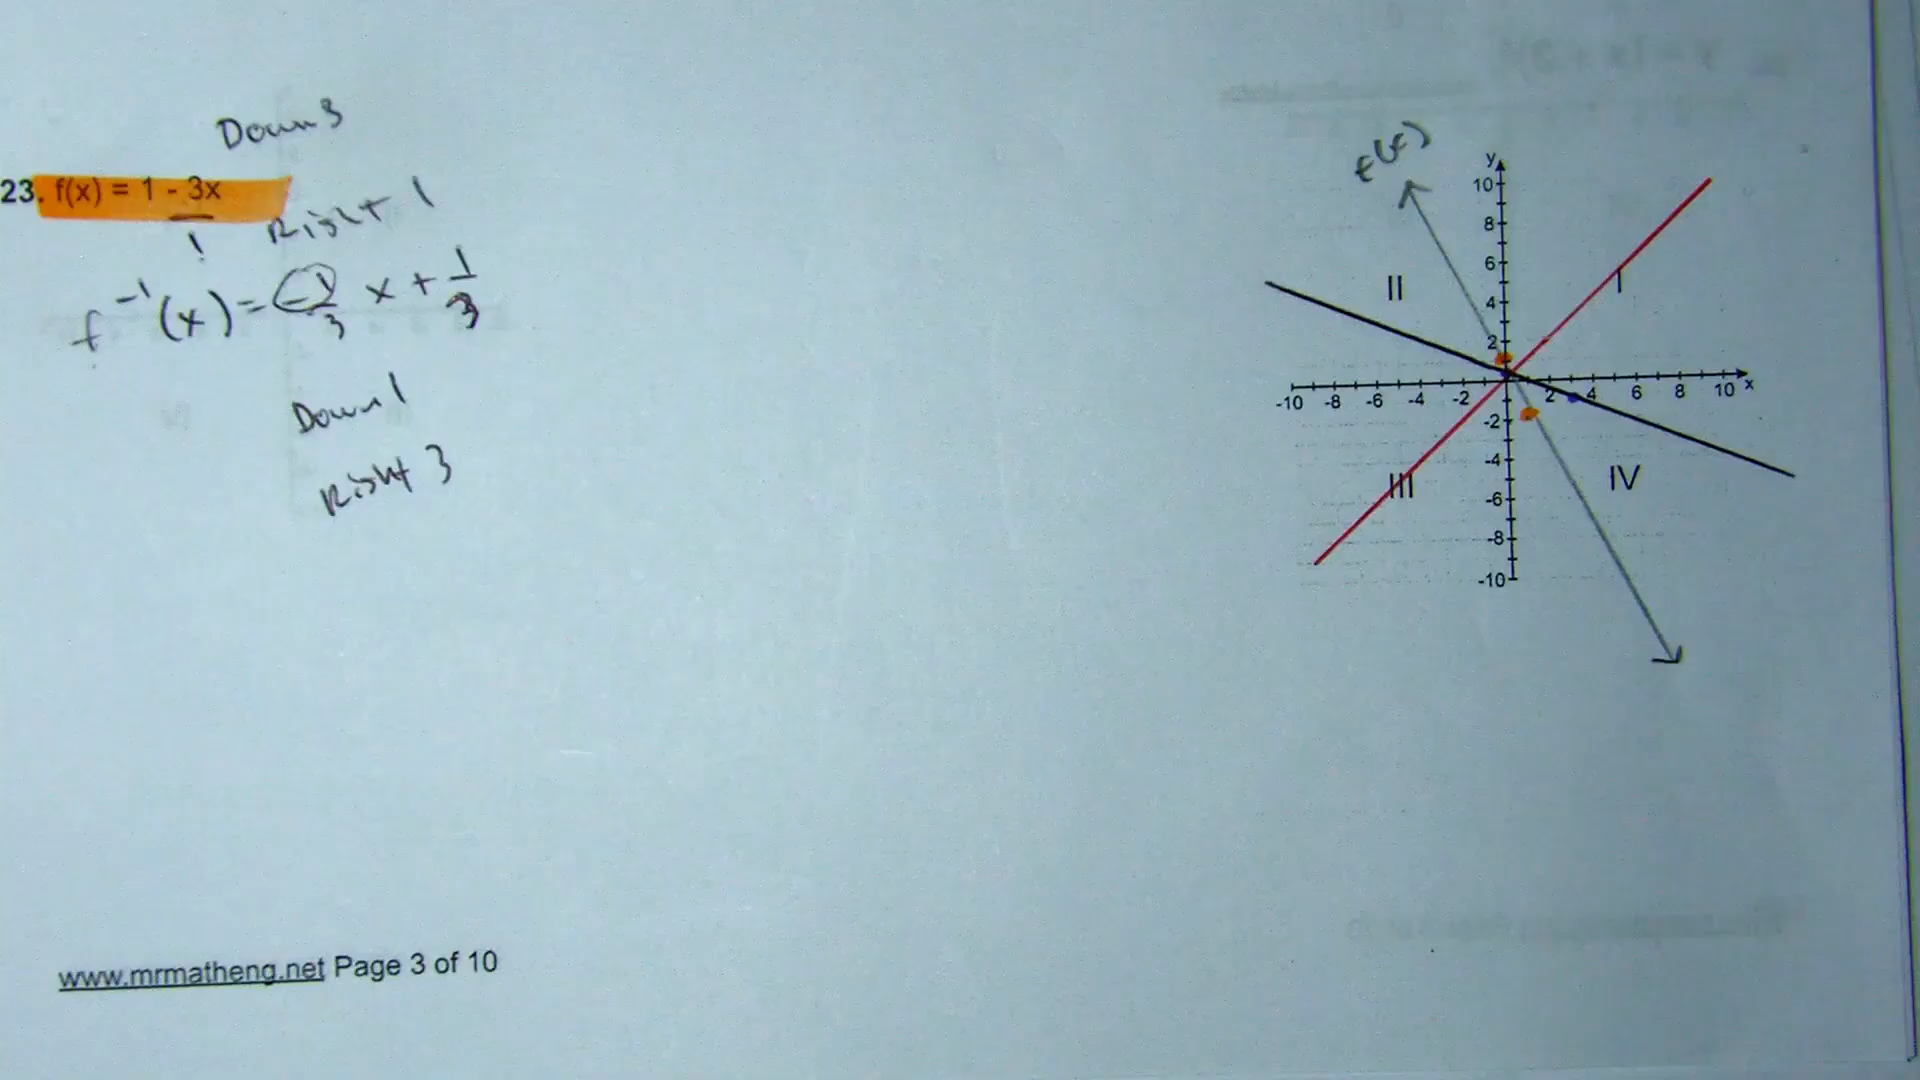 Down 3
23. f(x) = 1 - 3x
1
Right 1
f⁻¹(x) = -1/3 x + 1/3
Down 1
Right 3
f(x)
y
10
8
6
4
2
-10 -8 -6 -4 -2 2 4 6 8 10 x
-2
-4
-6
-8
-10
II
I
III
IV
www.mrmatheng.net Page 3 of 10